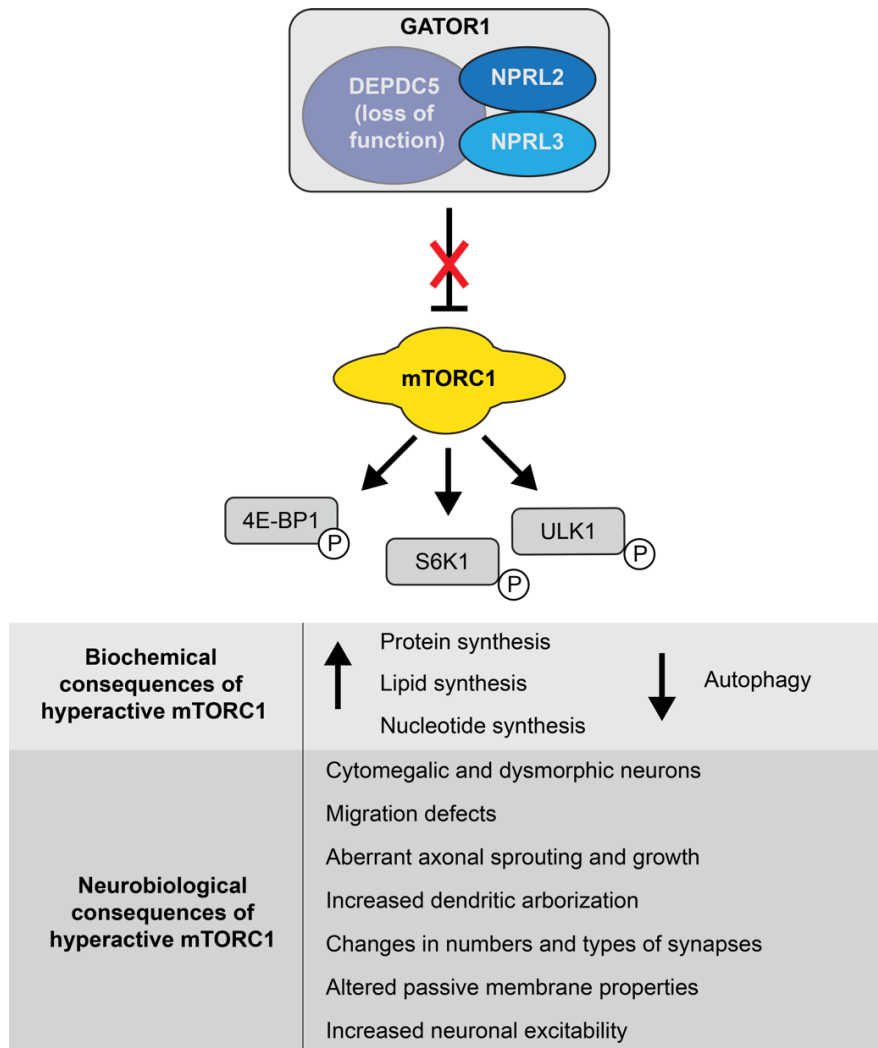 GATOR1
DEPDC5
(loss of
function)
NPRL2
NPRL3
mTORC1
4E-BP1
P
S6K1
P
ULK1
P
Biochemical
consequences of
hyperactive mTORC1
Protein synthesis
Lipid synthesis
Nucleotide synthesis
Autophagy
Neurobiological
consequences of
hyperactive mTORC1
Cytomegalic and dysmorphic neurons
Migration defects
Aberrant axonal sprouting and growth
Increased dendritic arborization
Changes in numbers and types of synapses
Altered passive membrane properties
Increased neuronal excitability